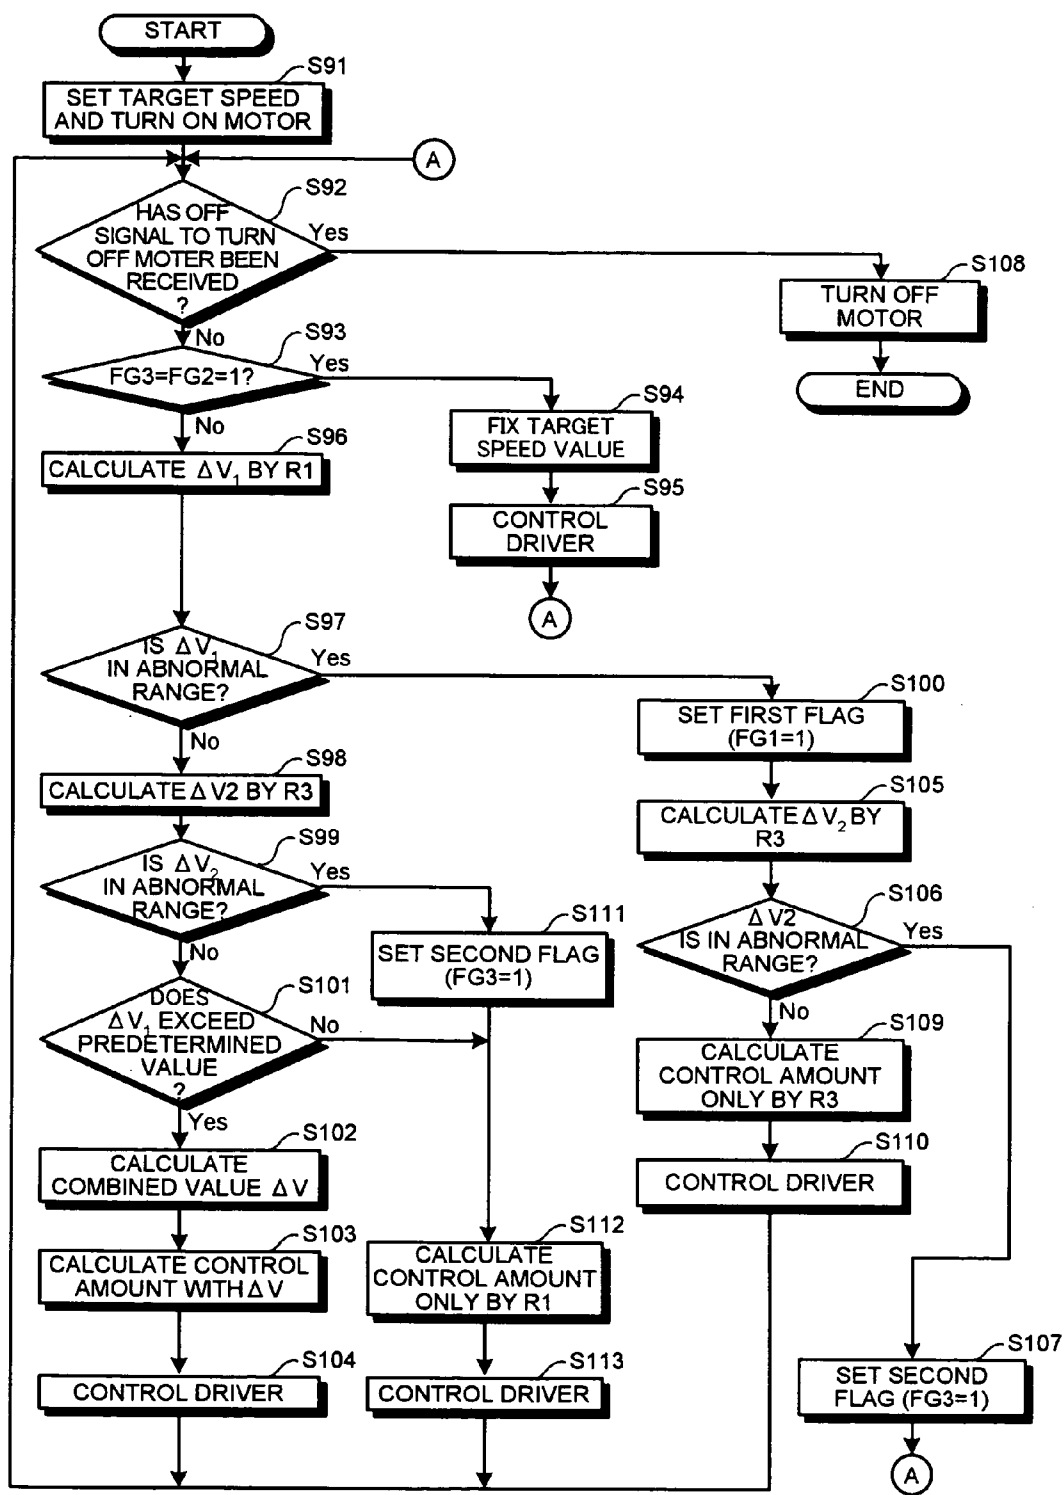 START
S91
SET TARGET SPEED
AND TURN ON MOTOR
A
S92
HAS OFF
SIGNAL TO TURN
OFF MOTER BEEN
RECEIVED
?
Yes
No
S108
TURN OFF
MOTOR
END
S93
FG3=FG2=1?
Yes
No
S94
FIX TARGET
SPEED VALUE
S95
CONTROL
DRIVER
A
S96
CALCULATE ΔV1 BY R1
S97
IS ΔV1
IN ABNORMAL
RANGE?
Yes
No
S100
SET FIRST FLAG
(FG1=1)
S98
CALCULATE ΔV2 BY R3
S105
CALCULATE ΔV2 BY
R3
S99
IS ΔV2
IN ABNORMAL
RANGE?
Yes
No
S106
ΔV2
IS IN ABNORMAL
RANGE?
Yes
No
S111
SET SECOND FLAG
(FG3=1)
S101
DOES
ΔV1 EXCEED
PREDETERMINED
VALUE
?
No
Yes
S109
CALCULATE
CONTROL AMOUNT
ONLY BY R3
S102
CALCULATE
COMBINED VALUE ΔV
S110
CONTROL DRIVER
S103
CALCULATE CONTROL
AMOUNT WITH ΔV
S112
CALCULATE
CONTROL AMOUNT
ONLY BY R1
S104
CONTROL DRIVER
S113
CONTROL DRIVER
S107
SET SECOND
FLAG (FG3=1)
A